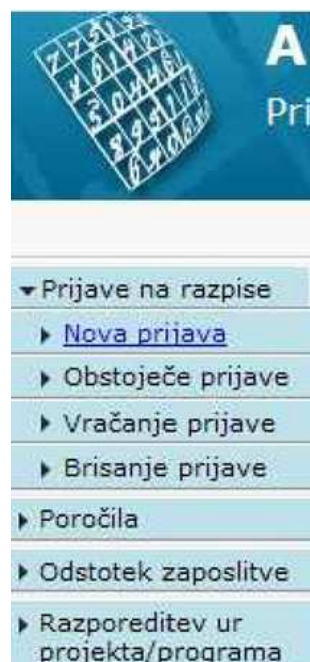 A
Pri
Prijave na razpise
Nova prijava
Obstoječe prijave
Vračanje prijave
Brisanje prijave
Poročila
Odstotek zaposlitve
Razporeditev ur
projekta/programa